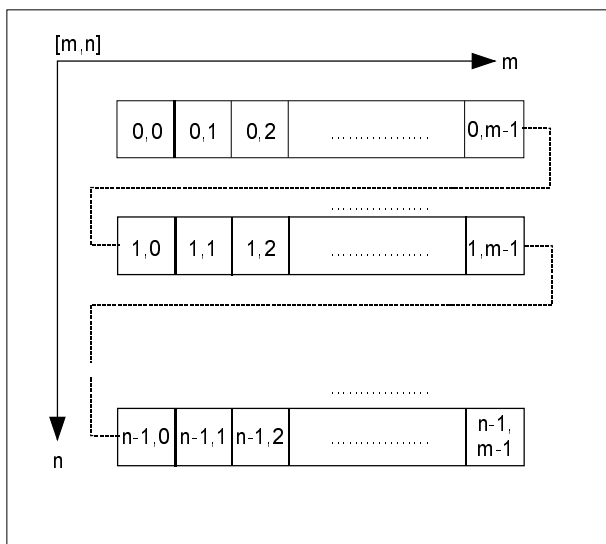 [m,n]
m
0,0 0,1 0,2 ................. 0,m-1
.................
1,0 1,1 1,2 ................. 1,m-1
.................
n-1,0 n-1,1 n-1,2 ................. n-1,
m-1
n